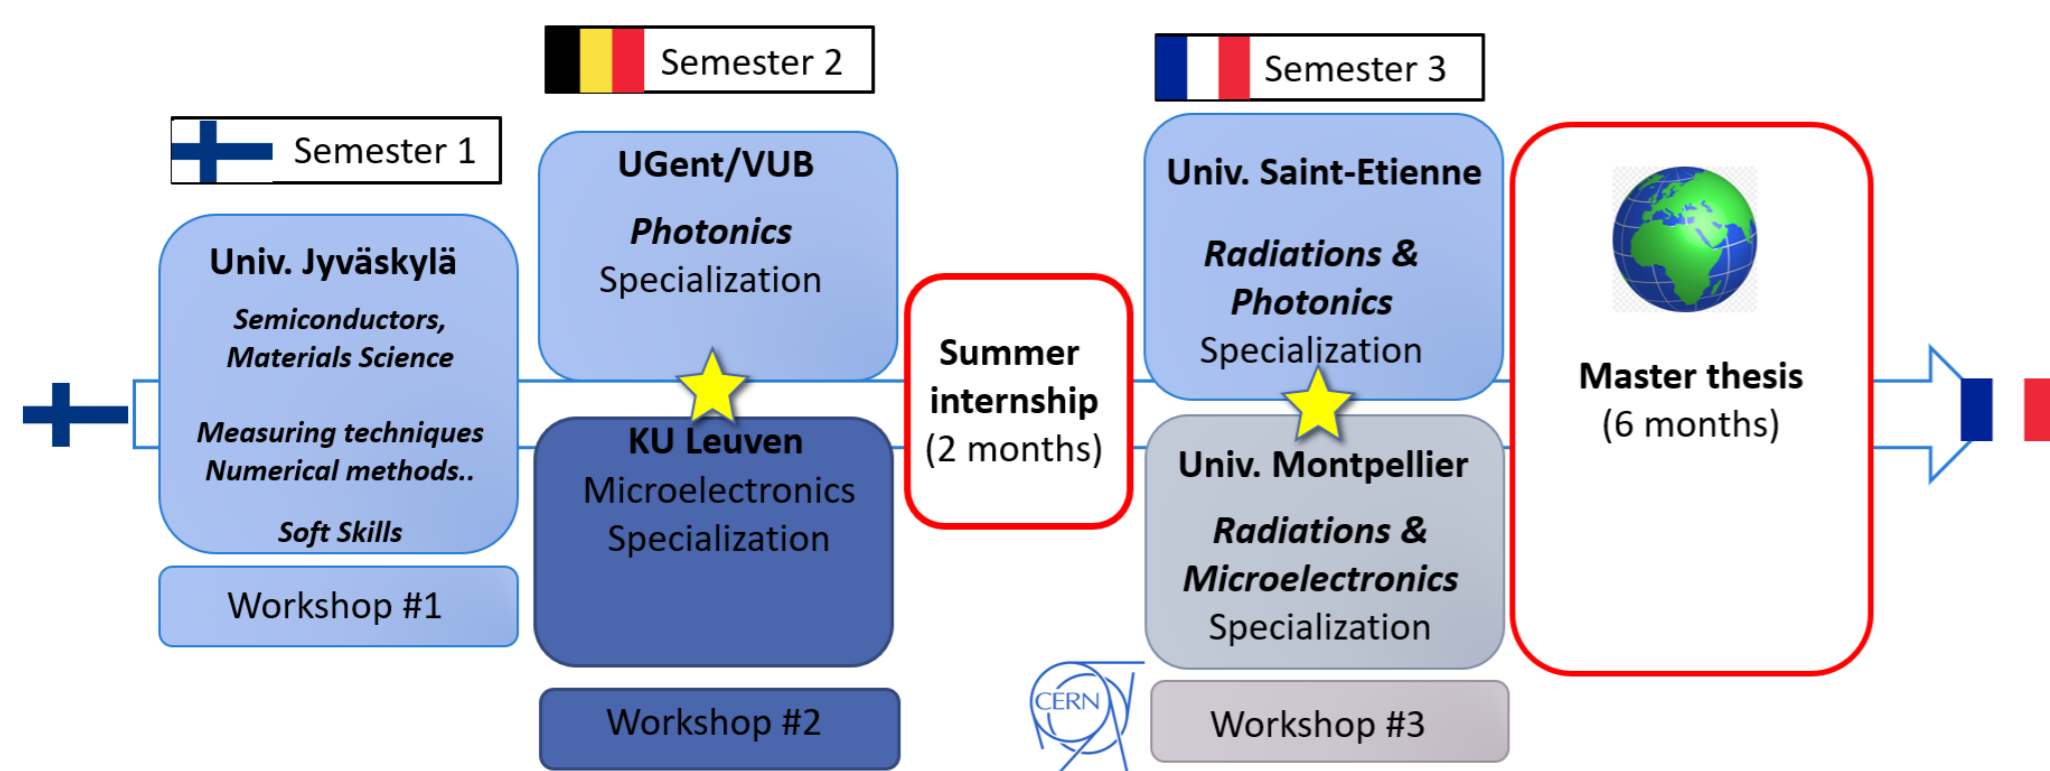 Semester 1
Univ. Jyväskylä
Semiconductors,
Materials Science
Measuring techniques
Numerical methods..
Soft Skills
Workshop #1
Semester 2
UGent/VUB
Photonics
Specialization
KU Leuven
Microelectronics
Specialization
Workshop #2
Summer
internship
(2 months)
Semester 3
Univ. Saint-Etienne
Radiations &
Photonics
Specialization
Univ. Montpellier
Radiations &
Microelectronics
Specialization
CERN
Workshop #3
Master thesis
(6 months)